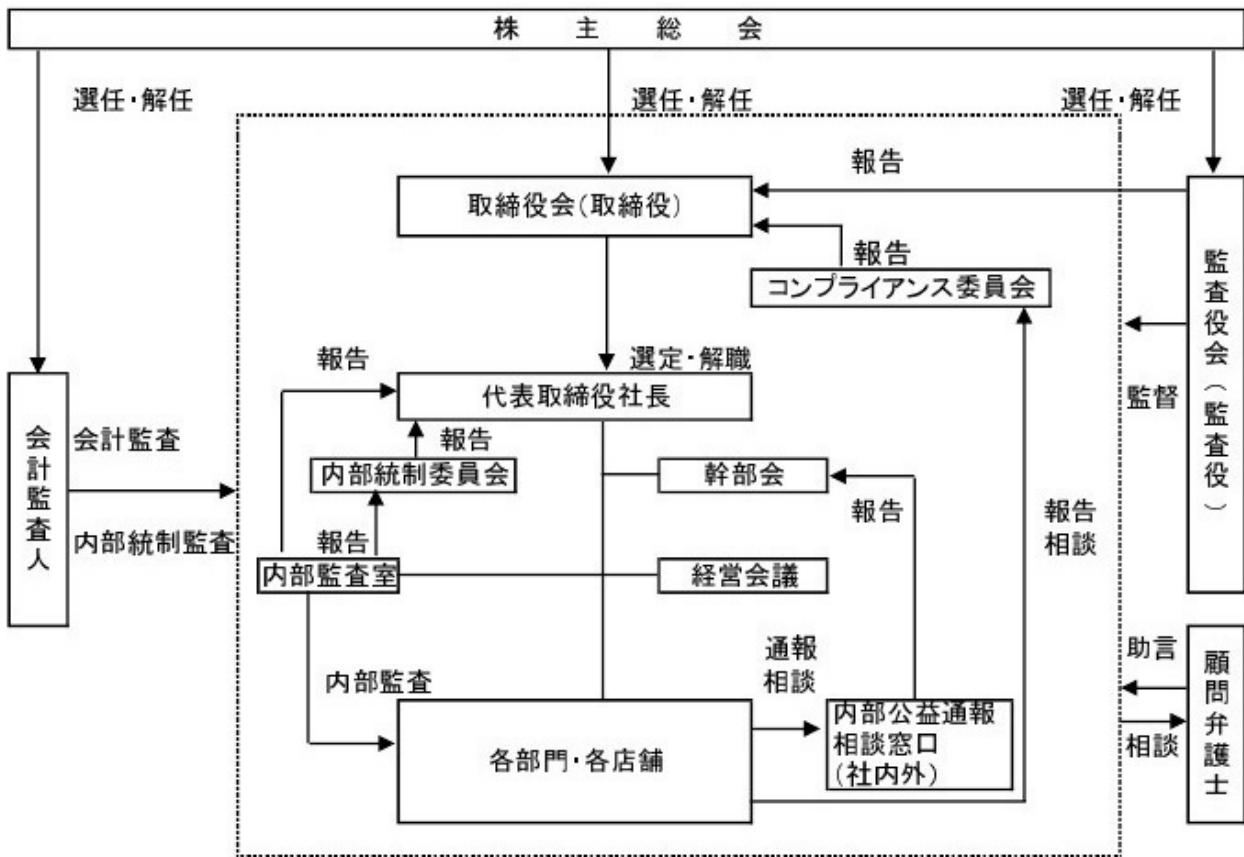 株主総会
選任・解任
選任・解任
選任・解任
報告
取締役会(取締役)
報告
コンプライアンス委員会
監査役会(監査役)
報告
選定・解職
代表取締役社長
監督
会計監査人
会計監査
報告
内部統制委員会
幹部会
内部統制監査
報告
報告
報告
相談
内部監査室
経営会議
内部監査
通報
相談
助言
顧問弁護士
各部門・各店舗
内部公益通報
相談窓口
(社内外)
相談